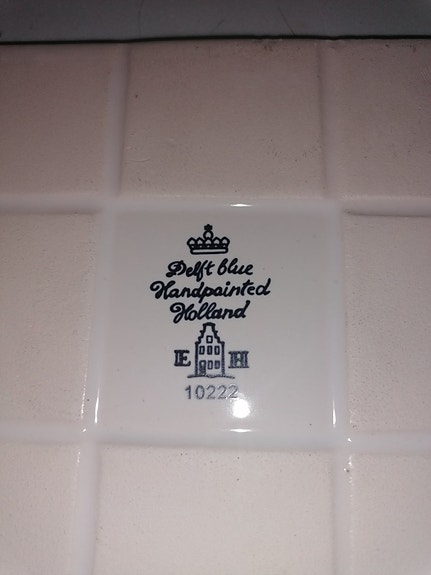 Delft blue
Handpainted
Holland
E H
10222